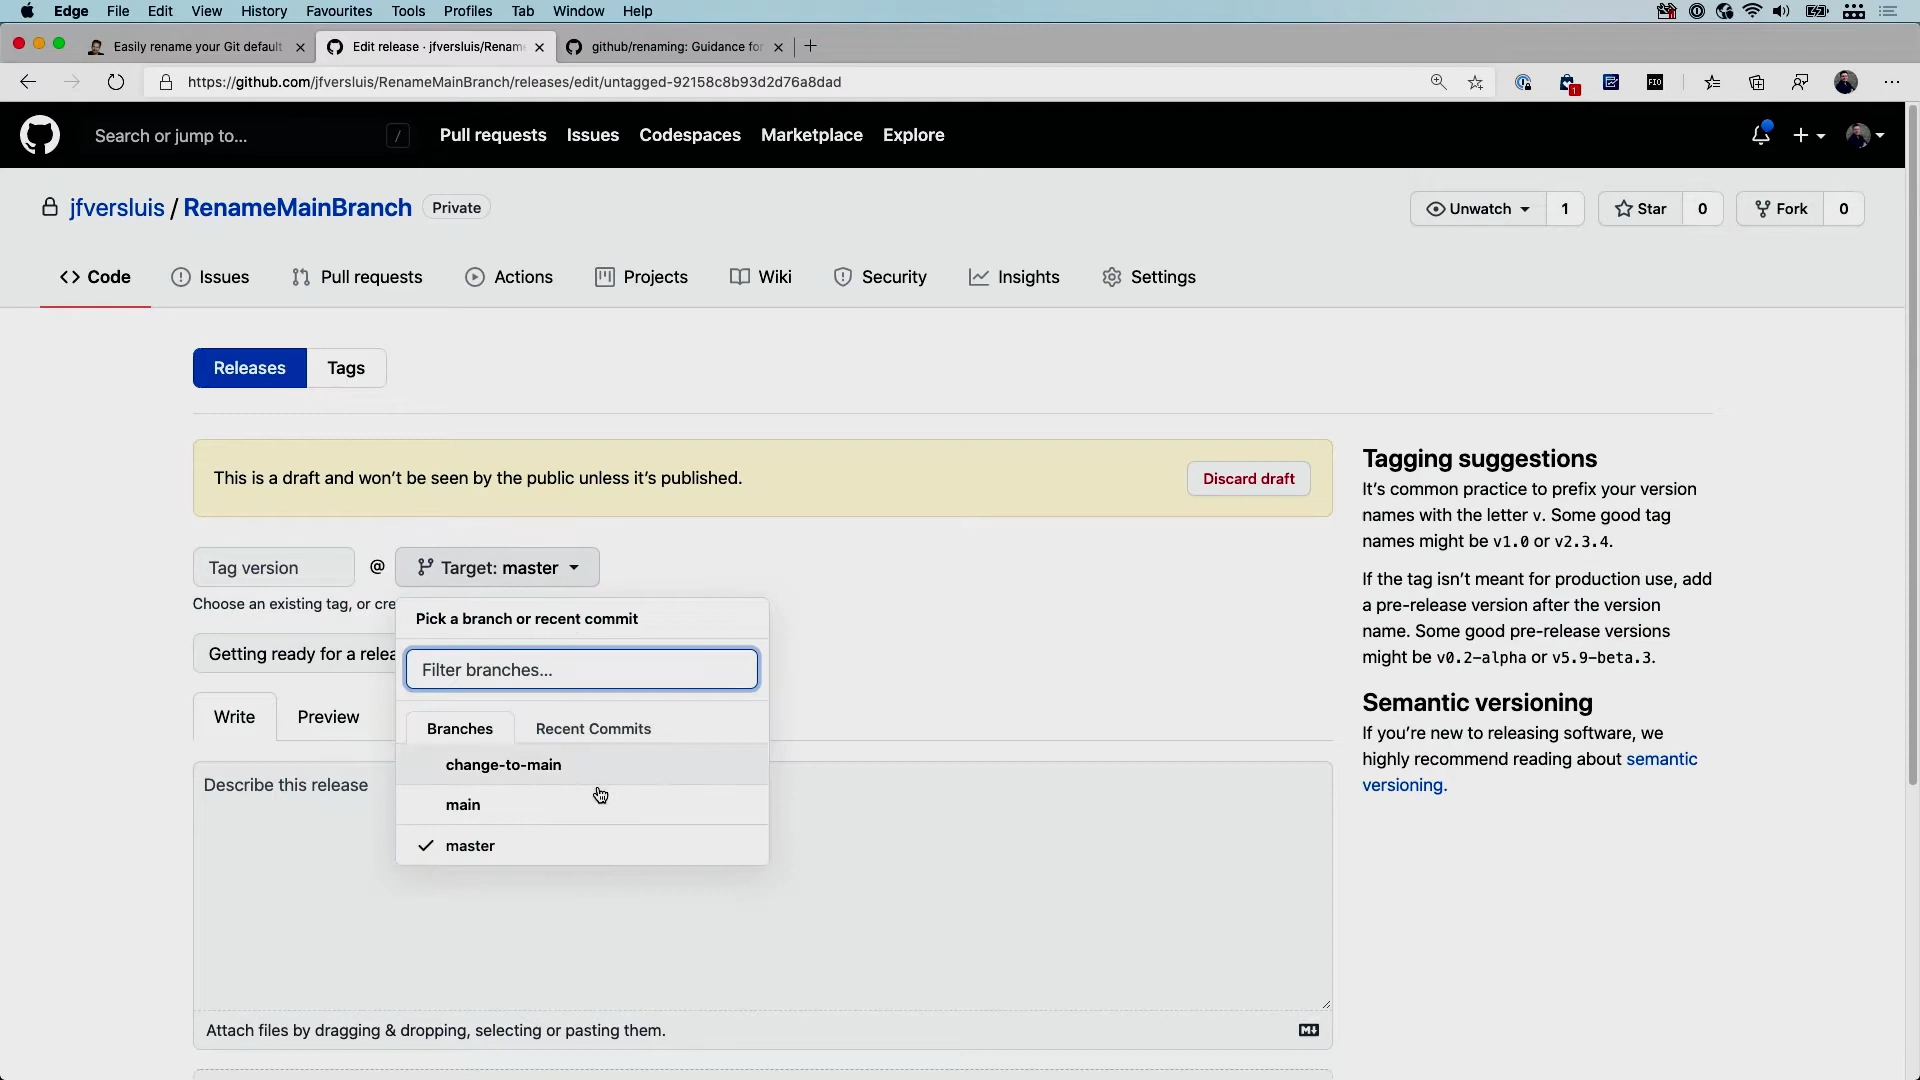 Edge File Edit View History Favourites Tools Profiles Tab Window Help
Easily rename your Git default
Edit release · jfversluis/Rename
github/renaming: Guidance for
https://github.com/jfversluis/RenameMainBranch/releases/edit/untagged-92158c8b93d2d76a8dad
1
FIO
Search or jump to...
/
Pull requests Issues Codespaces Marketplace Explore
jfversluis / RenameMainBranch Private
Unwatch 1 Star 0 Fork 0
Code Issues Pull requests Actions Projects Wiki Security Insights Settings
Releases Tags
This is a draft and won’t be seen by the public unless it’s published.
Discard draft
Tag version @ Target: master
Choose an existing tag, or cre
Pick a branch or recent commit
Getting ready for a relea
Filter branches...
Write Preview
Branches Recent Commits
change-to-main
main
master
Describe this release
Attach files by dragging & dropping, selecting or pasting them.
Tagging suggestions
It’s common practice to prefix your version
names with the letter v. Some good tag
names might be v1.0 or v2.3.4.
If the tag isn’t meant for production use, add
a pre-release version after the version
name. Some good pre-release versions
might be v0.2-alpha or v5.9-beta.3.
Semantic versioning
If you’re new to releasing software, we
highly recommend reading about semantic
versioning.